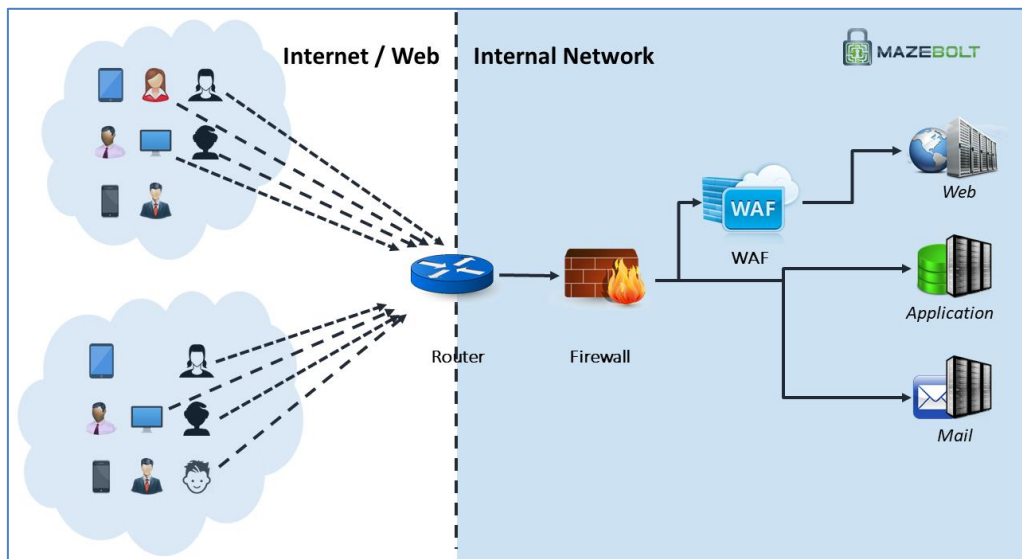 Internet / Web
Internal Network
MAZEBOLT
WAF
WAF
Web
Application
Router
Firewall
Mail